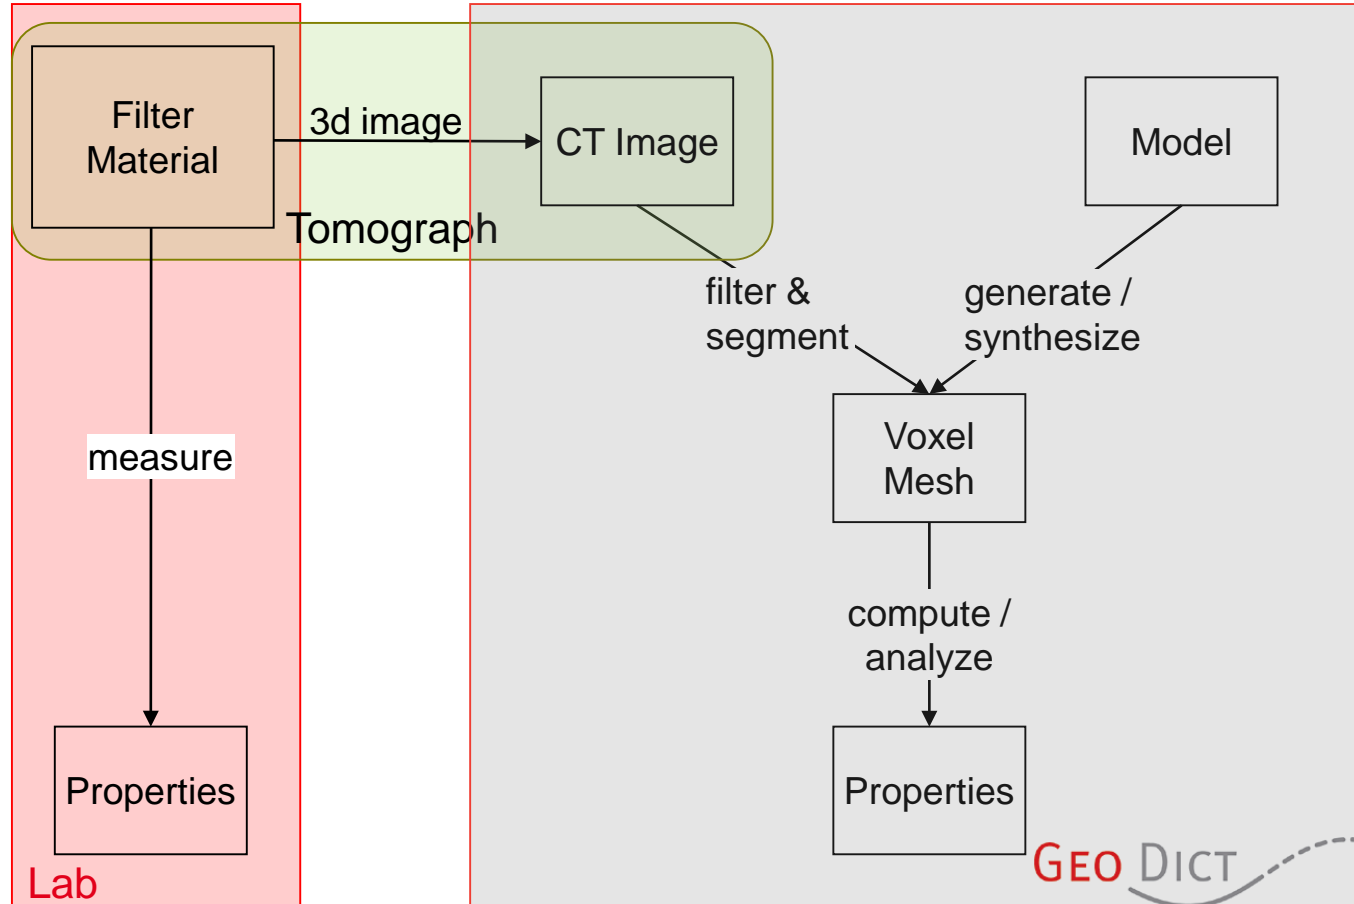 Filter
Material
3d image
CT Image
Model
Tomograph
filter &
segment
generate /
synthesize
measure
Voxel
Mesh
compute /
analyze
Properties
Properties
Lab
GEO DICT